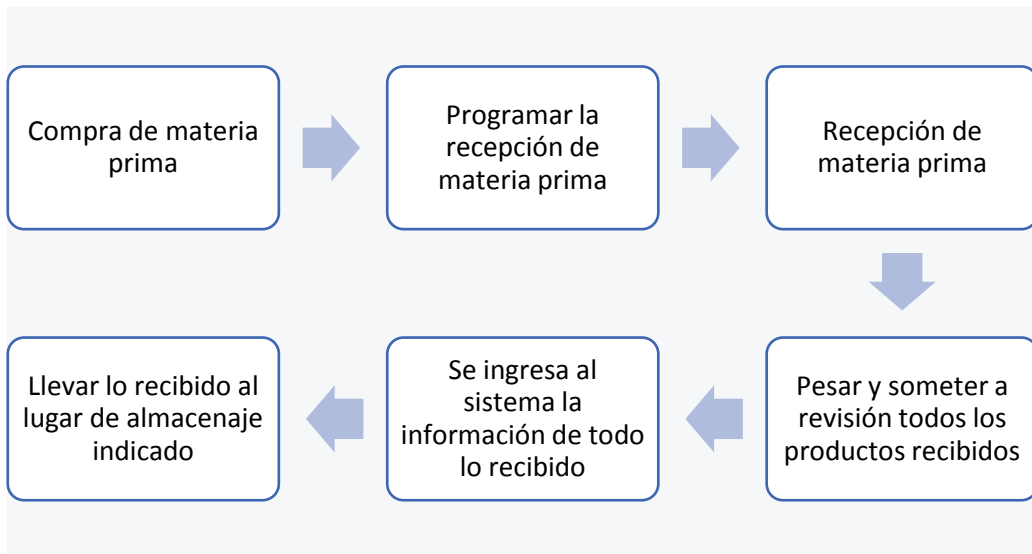 Compra de materia
prima
Programar la
recepción de
materia prima
Recepción de
materia prima
Pesar y someter a
revisión todos los
productos recibidos
Se ingresa al
sistema la
información de todo
lo recibido
Llevar lo recibido al
lugar de almacenaje
indicado